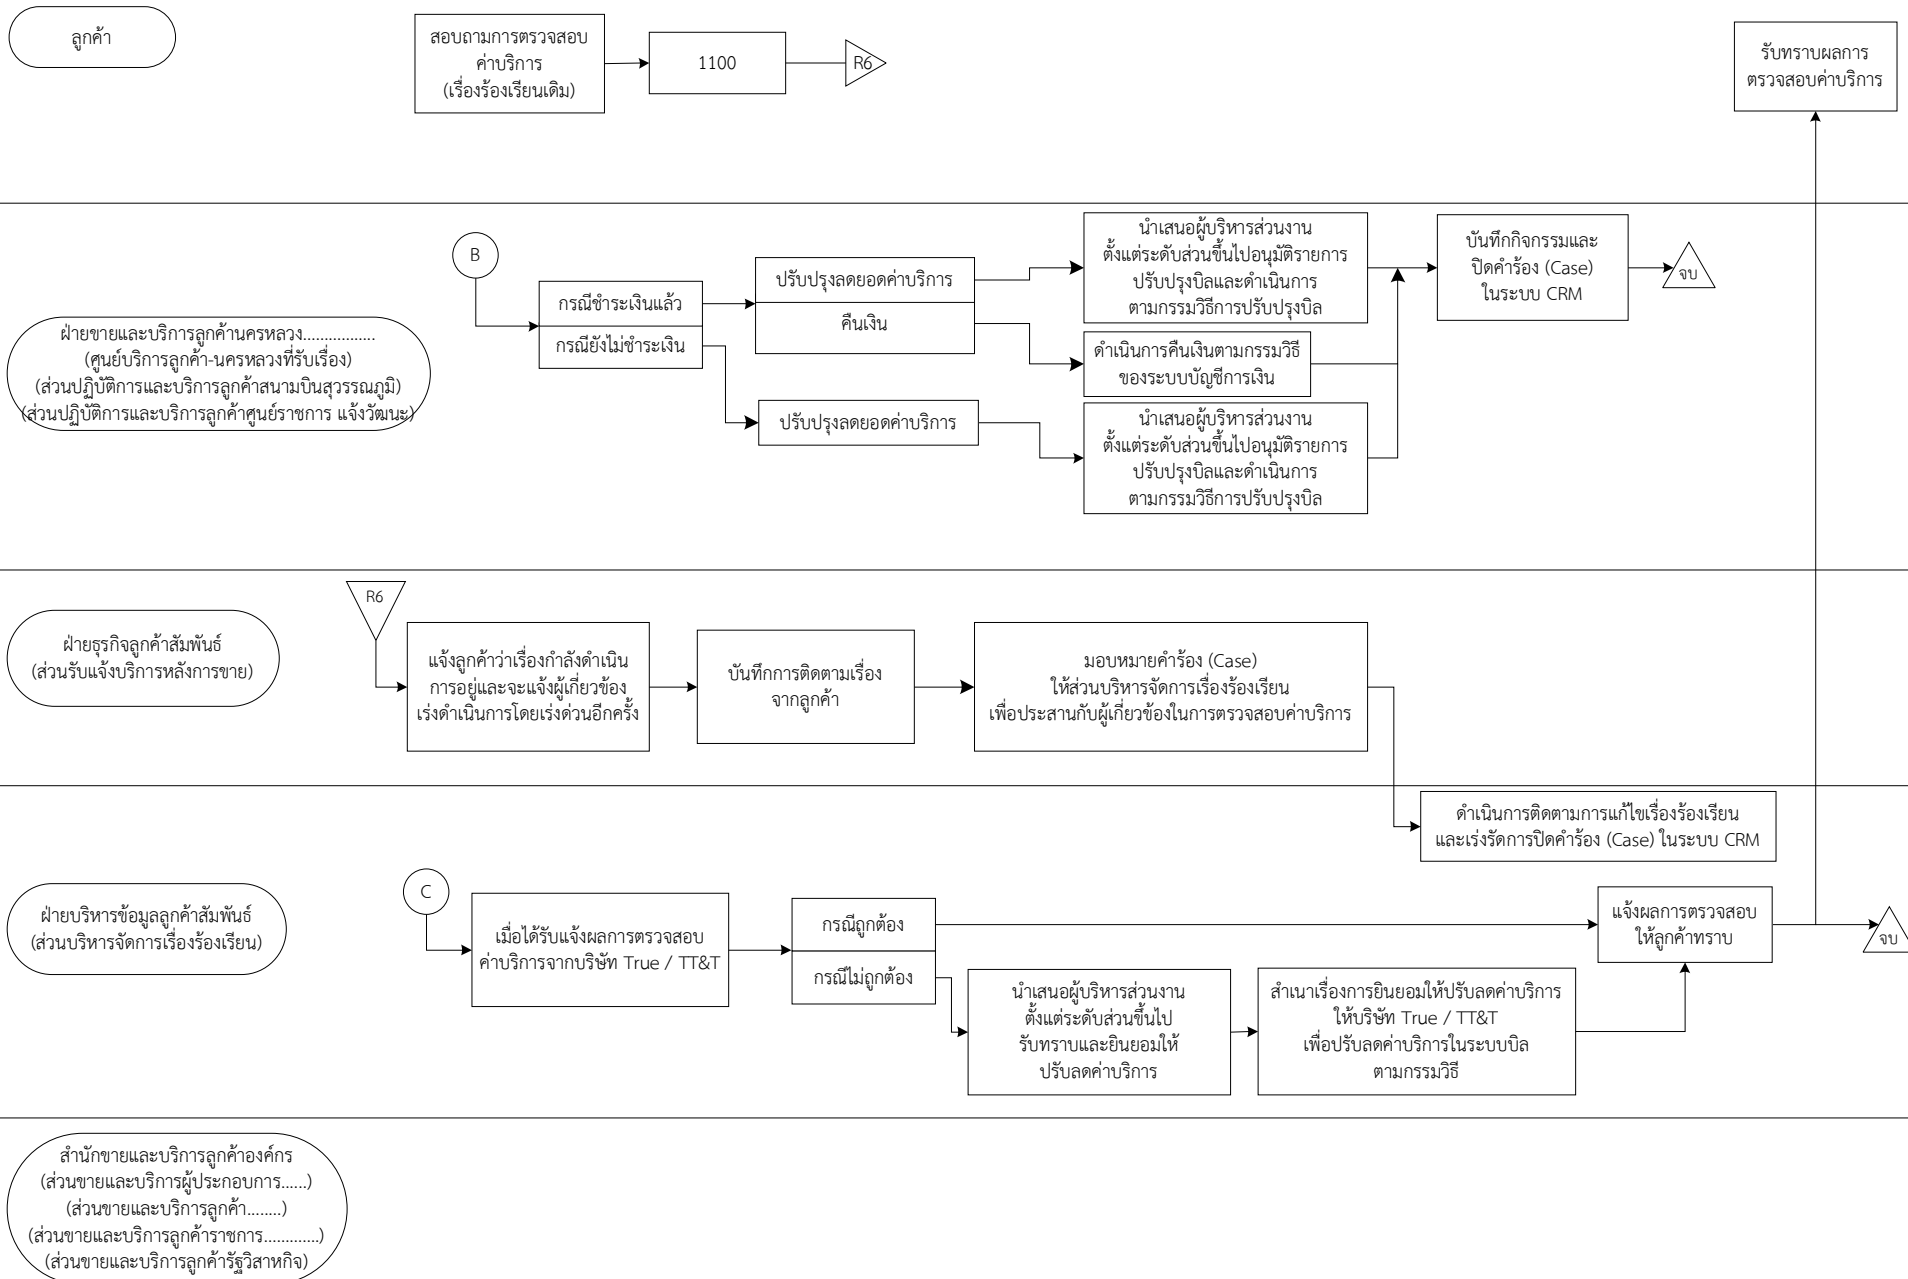 ลูกค้า
สอบถามการตรวจสอบ
ค่าบริการ
(เรื่องร้องเรียนเดิม)
1100
R6
รับทราบผลการ
ตรวจสอบค่าบริการ
ฝ่ายขายและบริการลูกค้านครหลวง.................
(ศูนย์บริการลูกค้า-นครหลวงที่รับเรื่อง)
(ส่วนปฏิบัติการและบริการลูกค้าสนามบินสุวรรณภูมิ)
(ส่วนปฏิบัติการและบริการลูกค้าศูนย์ราชการ แจ้งวัฒนะ)
B
กรณีชำระเงินแล้ว
กรณียังไม่ชำระเงิน
ปรับปรุงลดยอดค่าบริการ
คืนเงิน
ปรับปรุงลดยอดค่าบริการ
นำเสนอผู้บริหารส่วนงาน
ตั้งแต่ระดับส่วนขึ้นไปอนุมัติรายการ
ปรับปรุงบิลและดำเนินการ
ตามกรรมวิธีการปรับปรุงบิล
ดำเนินการคืนเงินตามกรรมวิธี
ของระบบบัญชีการเงิน
นำเสนอผู้บริหารส่วนงาน
ตั้งแต่ระดับส่วนขึ้นไปอนุมัติรายการ
ปรับปรุงบิลและดำเนินการ
ตามกรรมวิธีการปรับปรุงบิล
บันทึกกิจกรรมและ
ปิดคำร้อง (Case)
ในระบบ CRM
จบ
ฝ่ายธุรกิจลูกค้าสัมพันธ์
(ส่วนรับแจ้งบริการหลังการขาย)
R6
แจ้งลูกค้าว่าเรื่องกำลังดำเนิน
การอยู่และจะแจ้งผู้เกี่ยวข้อง
เร่งดำเนินการโดยเร่งด่วนอีกครั้ง
บันทึกการติดตามเรื่อง
จากลูกค้า
มอบหมายคำร้อง (Case)
ให้ส่วนบริหารจัดการเรื่องร้องเรียน
เพื่อประสานกับผู้เกี่ยวข้องในการตรวจสอบค่าบริการ
ดำเนินการติดตามการแก้ไขเรื่องร้องเรียน
และเร่งรัดการปิดคำร้อง (Case) ในระบบ CRM
ฝ่ายบริหารข้อมูลลูกค้าสัมพันธ์
(ส่วนบริหารจัดการเรื่องร้องเรียน)
C
เมื่อได้รับแจ้งผลการตรวจสอบ
ค่าบริการจากบริษัท True / TT&T
กรณีถูกต้อง
กรณีไม่ถูกต้อง
นำเสนอผู้บริหารส่วนงาน
ตั้งแต่ระดับส่วนขึ้นไป
รับทราบและยินยอมให้
ปรับลดค่าบริการ
สำเนาเรื่องการยินยอมให้ปรับลดค่าบริการ
ให้บริษัท True / TT&T
เพื่อปรับลดค่าบริการในระบบบิล
ตามกรรมวิธี
แจ้งผลการตรวจสอบ
ให้ลูกค้าทราบ
จบ
สำนักขายและบริการลูกค้าองค์กร
(ส่วนขายและบริการผู้ประกอบการ......)
(ส่วนขายและบริการลูกค้า........)
(ส่วนขายและบริการลูกค้าราชการ.............)
(ส่วนขายและบริการลูกค้ารัฐวิสาหกิจ)